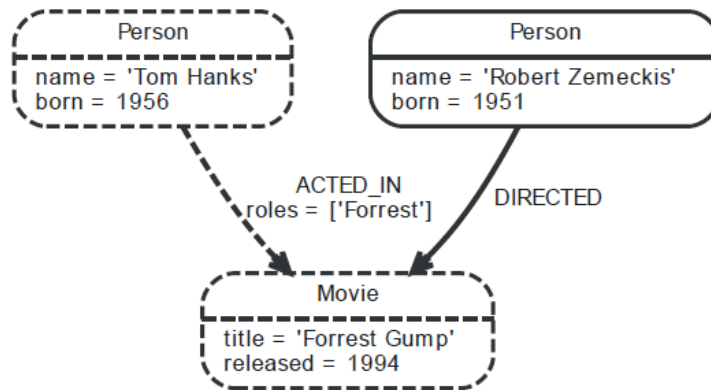 Person
name = 'Tom Hanks'
born = 1956
Person
name = 'Robert Zemeckis'
born = 1951
ACTED_IN
roles = ['Forrest']
DIRECTED
Movie
title = 'Forrest Gump'
released = 1994